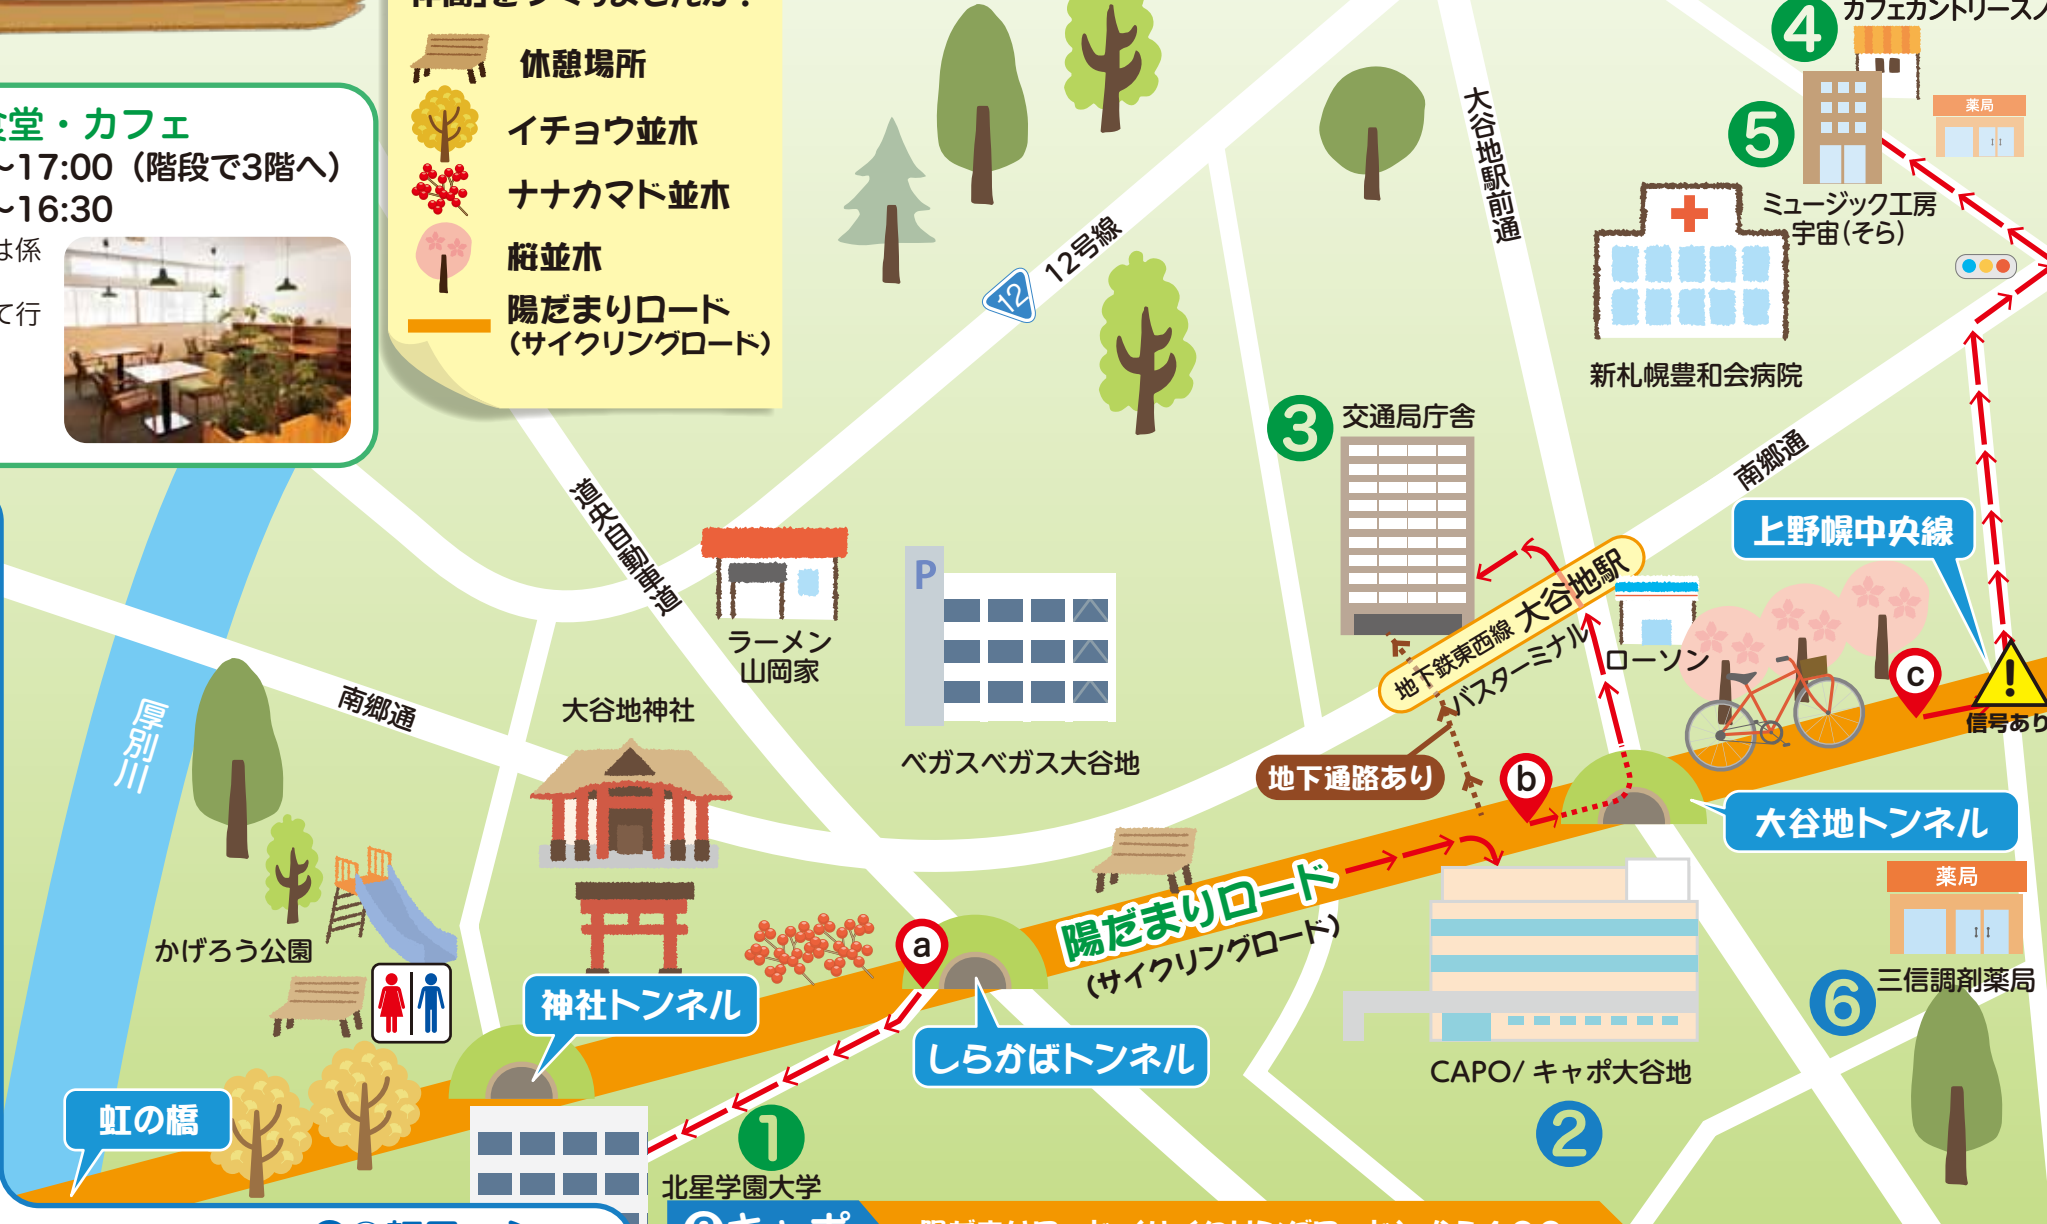 休憩場所
イチョウ並木
ナナカマド並木
桜並木
陽だまりロード
（サイクリングロード）
食堂・カフェ
～17:00（階段で3階へ）
～16:30
は係
て行
4
カフェカントリースノ
5
薬局
ミュージック工房
宇宙（そら）
大谷地駅前通
12号線
12
新札幌豊和会病院
3
交通局庁舎
南郷通
上野幌中央線
道央自動車道
ラーメン
山岡家
P
ベガスベガス大谷地
地下鉄東西線 大谷地駅
バスターミナル
ローソン
c
!
信号あり
地下通路あり
b
大谷地トンネル
厚別川
南郷通
大谷地神社
かげろう公園
a
陽だまりロード
（サイクリングロード）
神社トンネル
しらかばトンネル
虹の橋
薬局
三信調剤薬局
6
CAPO/ キャポ大谷地
2
1
北星学園大学